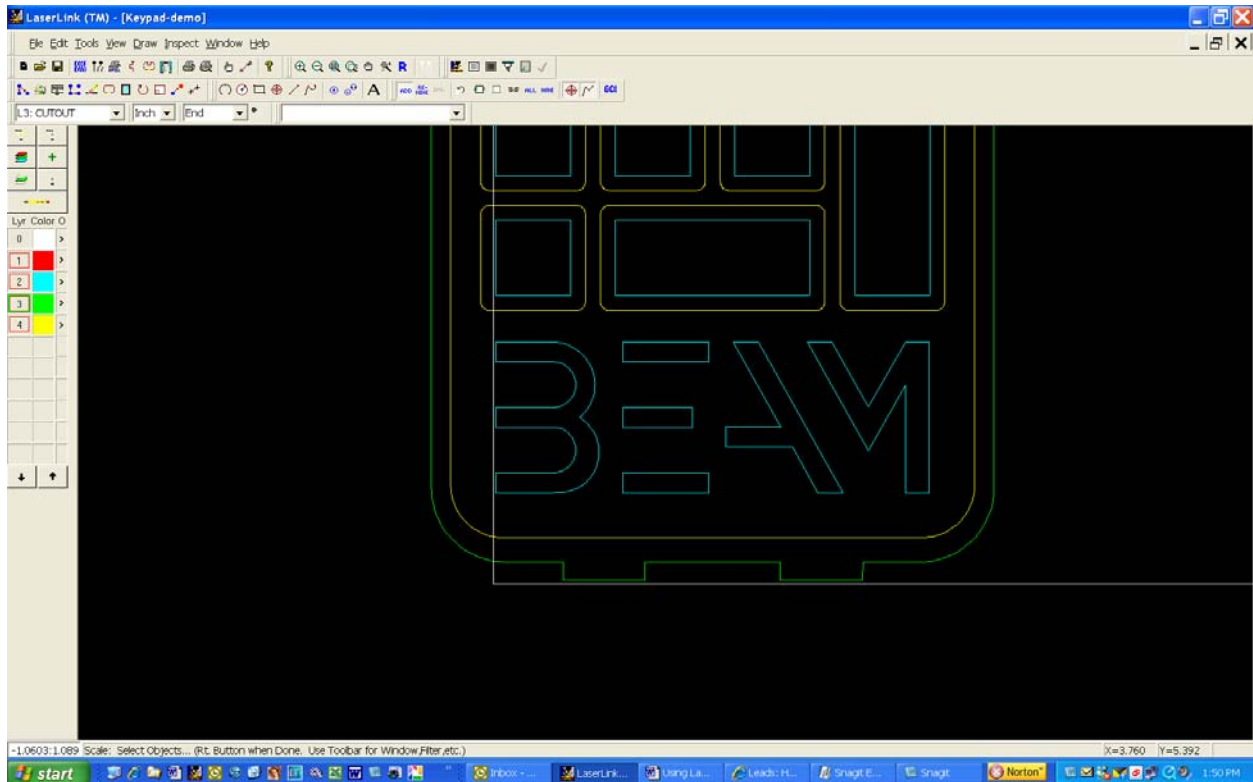 LaserLink (TM) - [Keypad-demo]
File Edit Tools View Draw Inspect Window Help
R
A ADD ALL GCI
L3: CUTOUT Inch End
Lyr Color O
0
1
2
3
4
BEAM
-1.0603:1.089 Scale: Select Objects... (Rt. Button when Done. Use Toolbar for Window,Filter,etc.) X=3.760 Y=5.392
start Inbox - ... LaserLink... Using La... Leads: H... Snagit E... Snagit Norton 1:50 PM